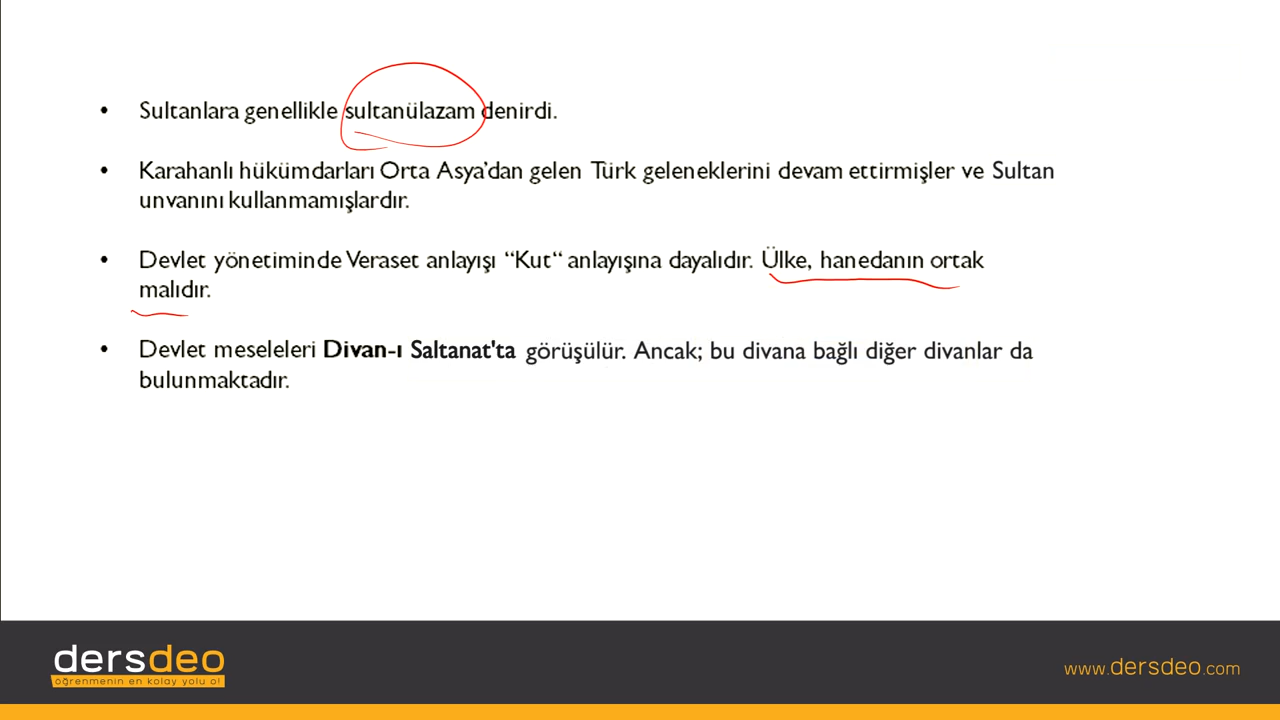 • Sultanlara genellikle sultanülazam denirdi.
• Karahanlı hükümdarları Orta Asya’dan gelen Türk geleneklerini devam ettirmişler ve Sultan
unvanını kullanmamışlardır.
• Devlet yönetiminde Veraset anlayışı “Kut“ anlayışına dayalıdır. Ülke, hanedanın ortak
malıdır.
• Devlet meseleleri Divan-ı Saltanat'ta görüşülür. Ancak; bu divana bağlı diğer divanlar da
bulunmaktadır.
dersdeo
öğrenmenin en kolay yolu o!
www.dersdeo.com